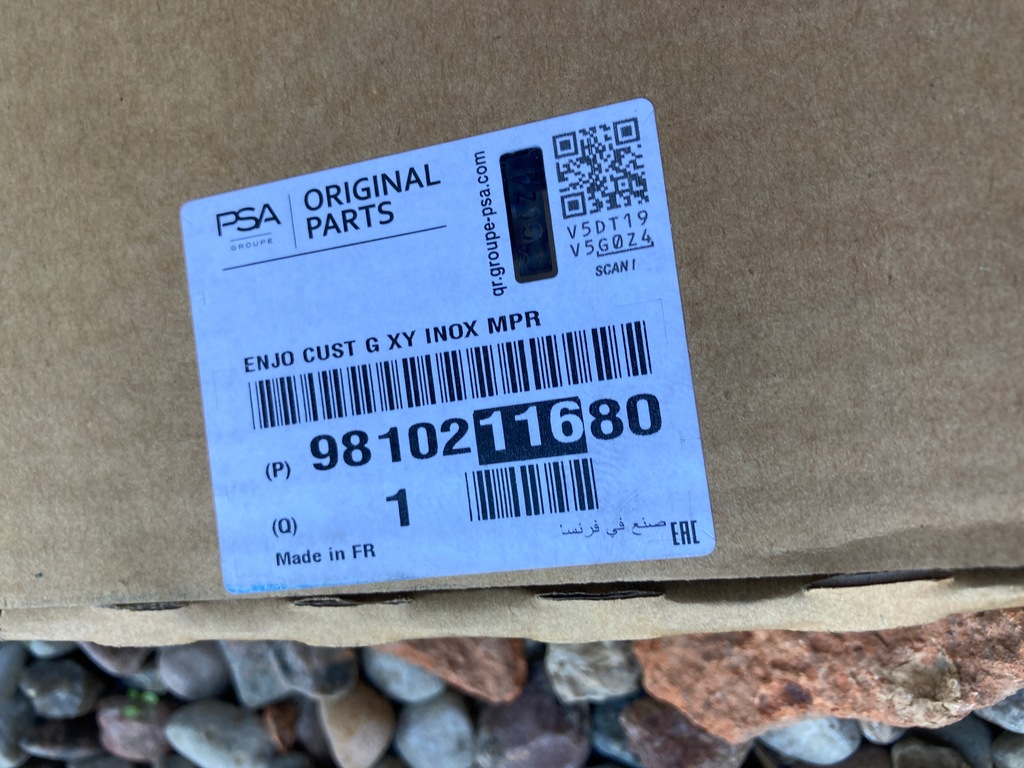 PSA
GROUPE
ORIGINAL
PARTS
qr.groupe-psa.com
V5DT19
V5G0Z4
SCAN!
ENJO CUST G XY INOX MPR
(P) 9810211680
(Q) 1
Made in FR
صنع في فرنسا
EAC